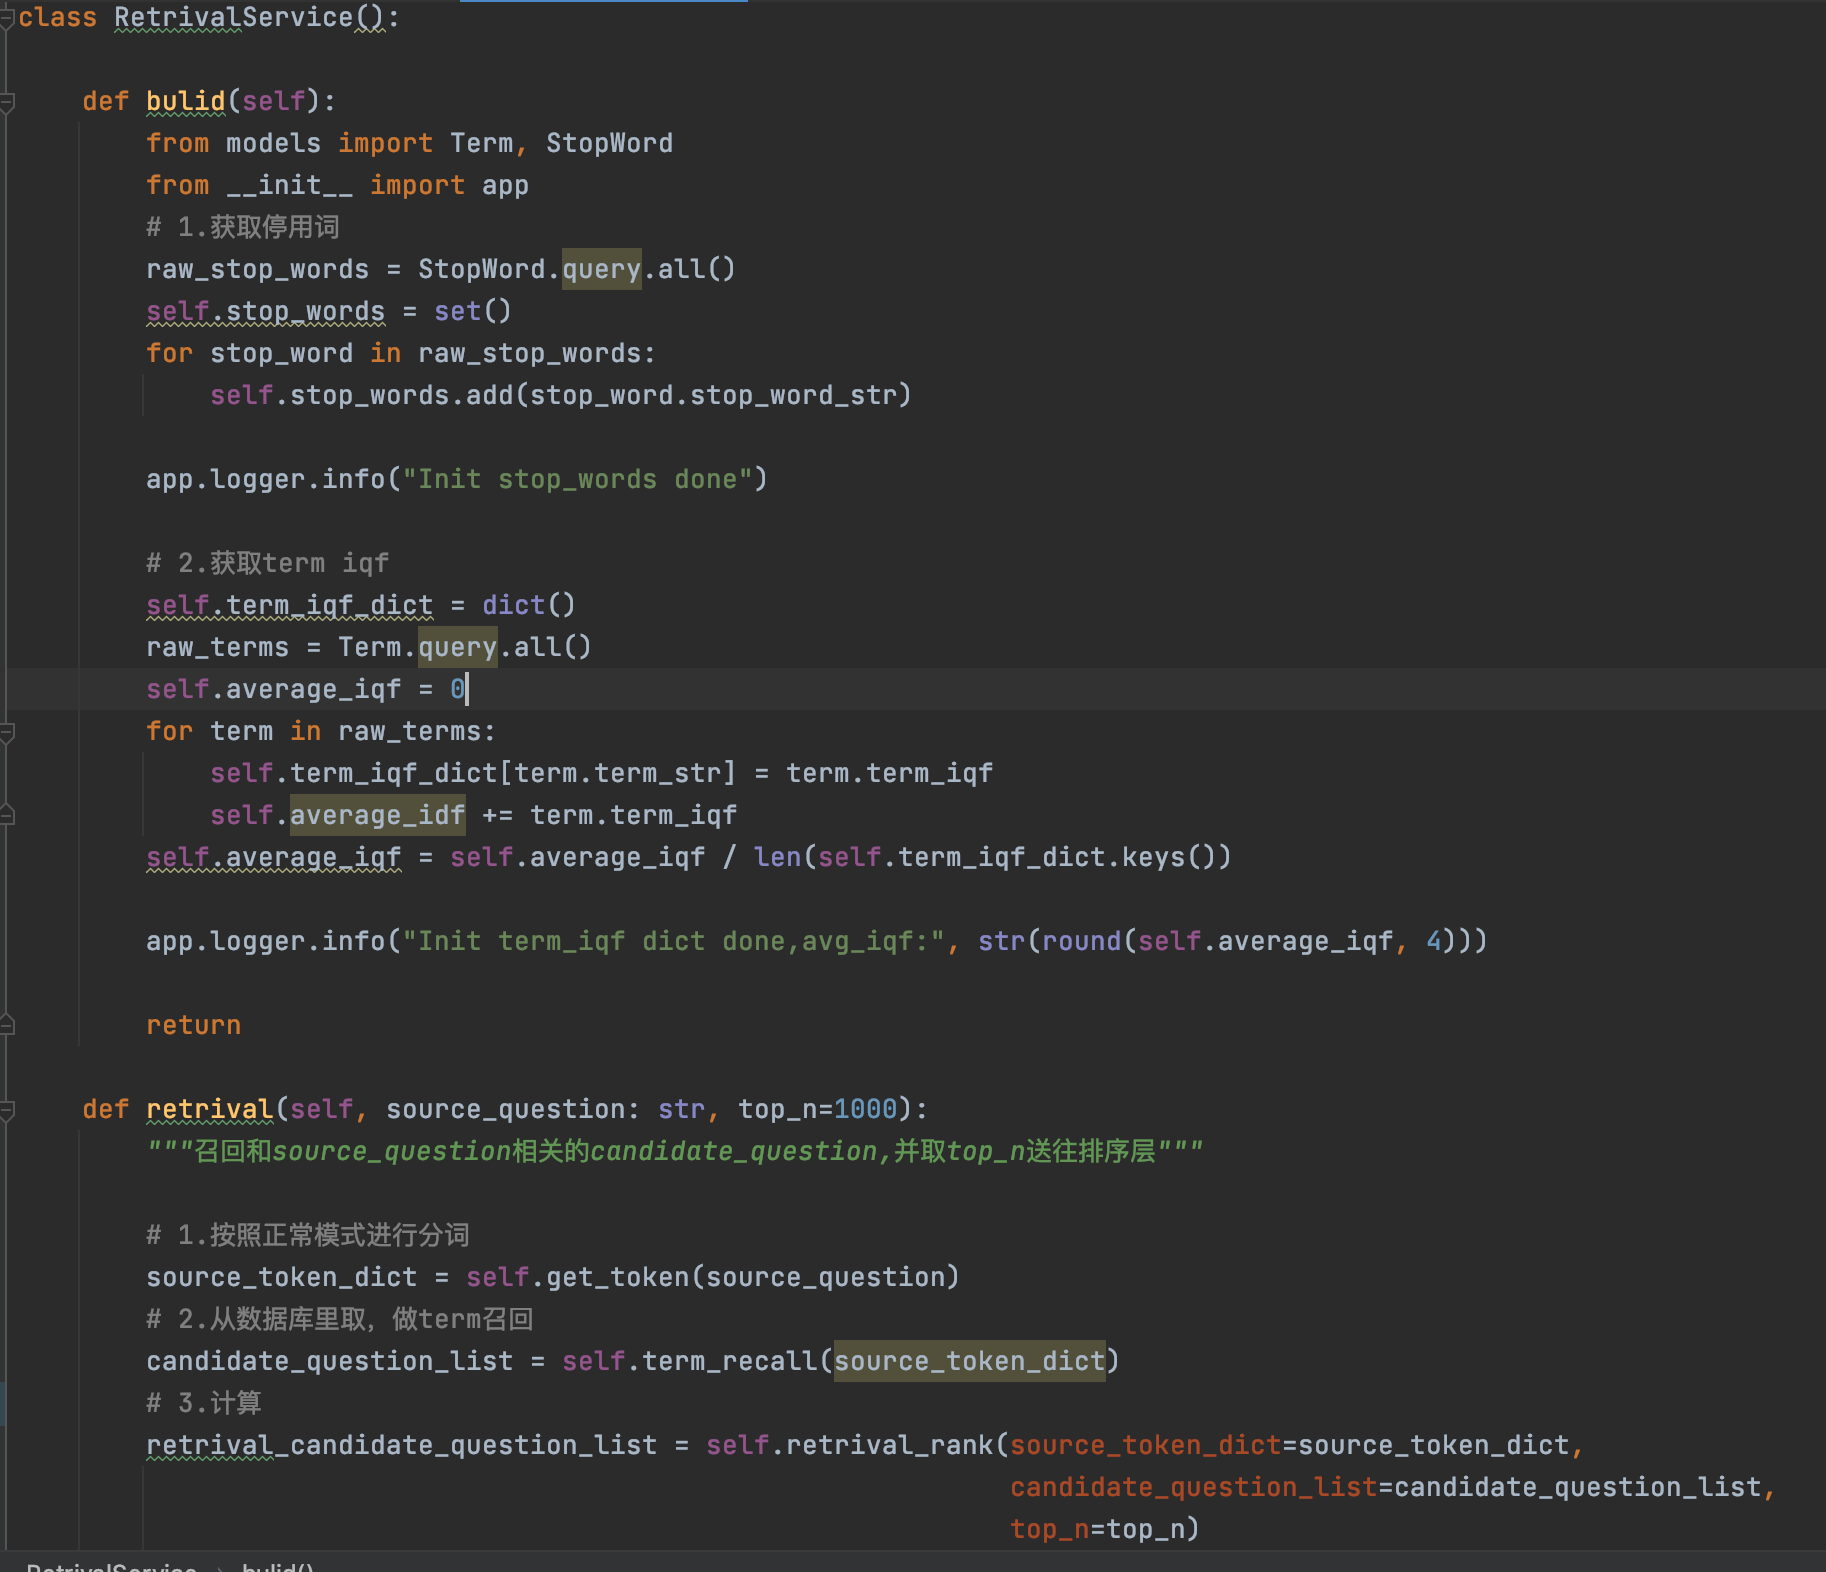 class RetrivalService():
def bulid(self):
from models import Term, StopWord
from __init__ import app
# 1.获取停用词
raw_stop_words = StopWord.query.all()
self.stop_words = set()
for stop_word in raw_stop_words:
self.stop_words.add(stop_word.stop_word_str)
app.logger.info("Init stop_words done")
# 2.获取term iqf
self.term_iqf_dict = dict()
raw_terms = Term.query.all()
self.average_iqf = 0
for term in raw_terms:
self.term_iqf_dict[term.term_str] = term.term_iqf
self.average_idf += term.term_iqf
self.average_iqf = self.average_iqf / len(self.term_iqf_dict.keys())
app.logger.info("Init term_iqf dict done,avg_iqf:", str(round(self.average_iqf, 4)))
return
def retrival(self, source_question: str, top_n=1000):
"""召回和source_question相关的candidate_question,并取top_n送往排序层"""
# 1.按照正常模式进行分词
source_token_dict = self.get_token(source_question)
# 2.从数据库里取，做term召回
candidate_question_list = self.term_recall(source_token_dict)
# 3.计算
retrival_candidate_question_list = self.retrival_rank(source_token_dict=source_token_dict,
candidate_question_list=candidate_question_list,
top_n=top_n)
RetrivalService › bulid()